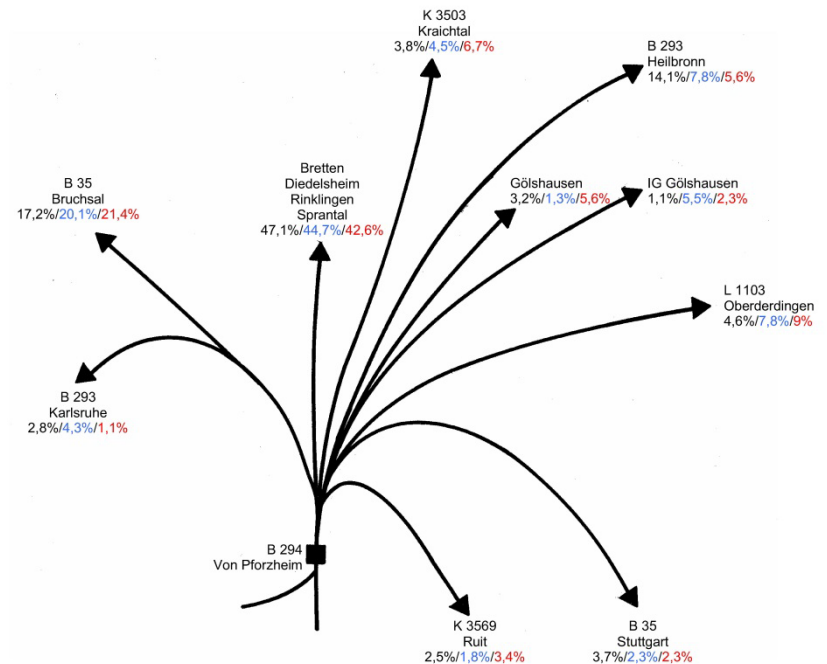 K 3503
Kraichtal
3,8%/4,5%/6,7%
B 293
Heilbronn
14,1%/7,8%/5,6%
B 35
Bruchsal
17,2%/20,1%/21,4%
Bretten
Diedelsheim
Rinklingen
Sprantal
47,1%/44,7%/42,6%
Gölshausen
3,2%/1,3%/5,6%
IG Gölshausen
1,1%/5,5%/2,3%
L 1103
Oberderdingen
4,6%/7,8%/9%
B 293
Karlsruhe
2,8%/4,3%/1,1%
B 294
Von Pforzheim
K 3569
Ruit
2,5%/1,8%/3,4%
B 35
Stuttgart
3,7%/2,3%/2,3%